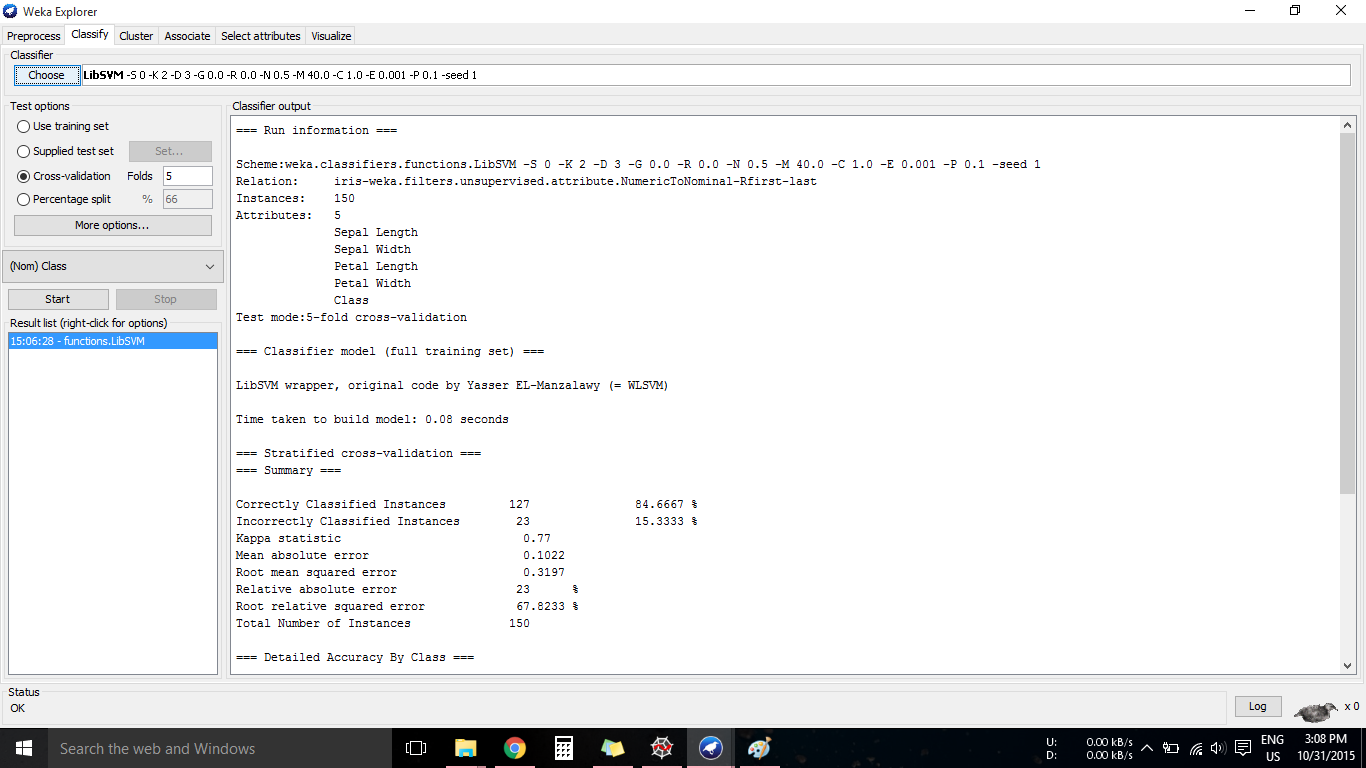 Weka Explorer
Preprocess Classify Cluster Associate Select attributes Visualize
Classifier
Choose LibSVM -S 0 -K 2 -D 3 -G 0.0 -R 0.0 -N 0.5 -M 40.0 -C 1.0 -E 0.001 -P 0.1 -seed 1
Test options
Use training set
Supplied test set Set...
Cross-validation Folds 5
Percentage split % 66
More options...
(Nom) Class
Start Stop
Result list (right-click for options)
15:06:28 - functions.LibSVM
Classifier output
=== Run information ===
Scheme:weka.classifiers.functions.LibSVM -S 0 -K 2 -D 3 -G 0.0 -R 0.0 -N 0.5 -M 40.0 -C 1.0 -E 0.001 -P 0.1 -seed 1
Relation: iris-weka.filters.unsupervised.attribute.NumericToNominal-Rfirst-last
Instances: 150
Attributes: 5
Sepal Length
Sepal Width
Petal Length
Petal Width
Class
Test mode:5-fold cross-validation
=== Classifier model (full training set) ===
LibSVM wrapper, original code by Yasser EL-Manzalawy (= WLSVM)
Time taken to build model: 0.08 seconds
=== Stratified cross-validation ===
=== Summary ===
Correctly Classified Instances 127 84.6667 %
Incorrectly Classified Instances 23 15.3333 %
Kappa statistic 0.77
Mean absolute error 0.1022
Root mean squared error 0.3197
Relative absolute error 23 %
Root relative squared error 67.8233 %
Total Number of Instances 150
=== Detailed Accuracy By Class ===
Status
OK
Log x 0
Search the web and Windows
U: 0.00 kB/s
D: 0.00 kB/s
ENG
US
3:08 PM
10/31/2015